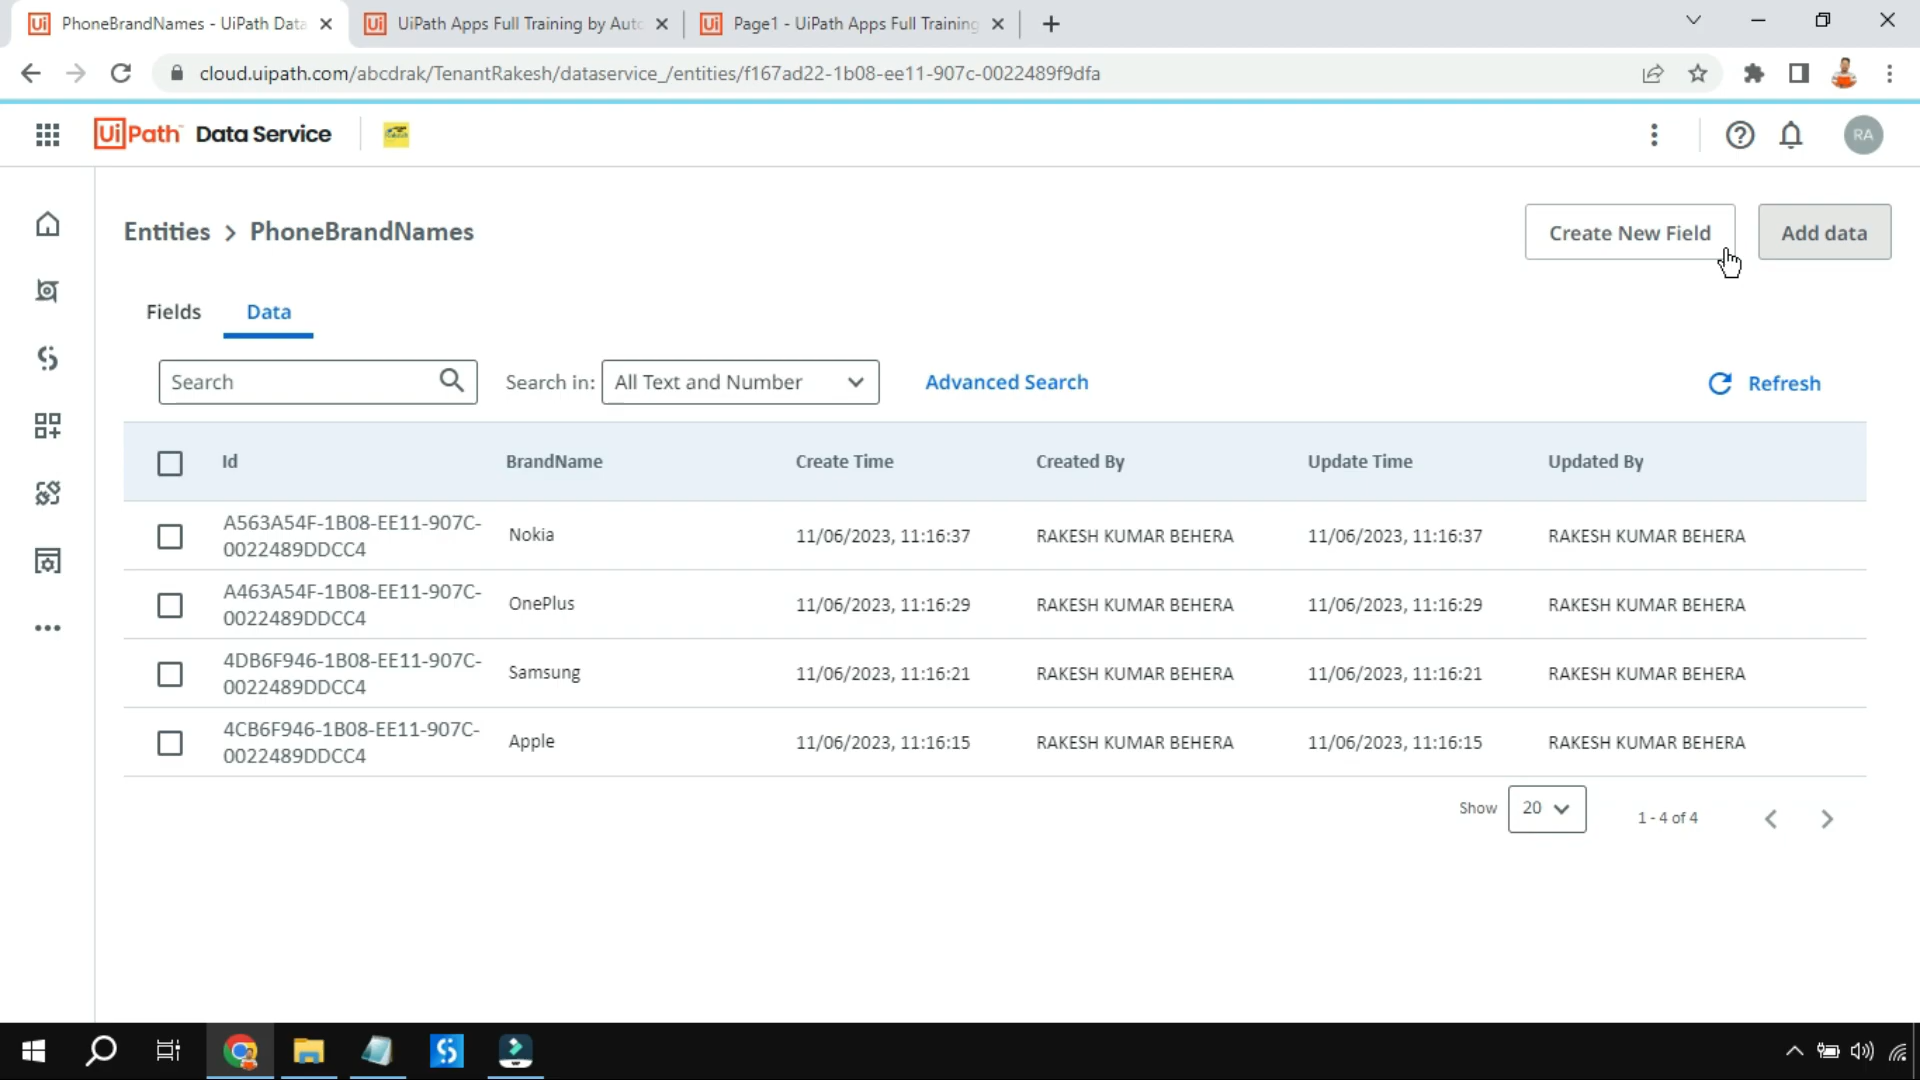 PhoneBrandNames - UiPath Data
UiPath Apps Full Training by Auto
Page1 - UiPath Apps Full Training
cloud.uipath.com/abcdrak/TenantRakesh/dataservice_/entities/f167ad22-1b08-ee11-907c-0022489f9dfa
UiPath Data Service
RA
Entities > PhoneBrandNames
Create New Field
Add data
Fields
Data
Search
Search in:
All Text and Number
Advanced Search
Refresh
Id BrandName Create Time Created By Update Time Updated By
A563A54F-1B08-EE11-907C-
0022489DDCC4
Nokia 11/06/2023, 11:16:37 RAKESH KUMAR BEHERA 11/06/2023, 11:16:37 RAKESH KUMAR BEHERA
A463A54F-1B08-EE11-907C-
0022489DDCC4
OnePlus 11/06/2023, 11:16:29 RAKESH KUMAR BEHERA 11/06/2023, 11:16:29 RAKESH KUMAR BEHERA
4DB6F946-1B08-EE11-907C-
0022489DDCC4
Samsung 11/06/2023, 11:16:21 RAKESH KUMAR BEHERA 11/06/2023, 11:16:21 RAKESH KUMAR BEHERA
4CB6F946-1B08-EE11-907C-
0022489DDCC4
Apple 11/06/2023, 11:16:15 RAKESH KUMAR BEHERA 11/06/2023, 11:16:15 RAKESH KUMAR BEHERA
Show 20 1 - 4 of 4